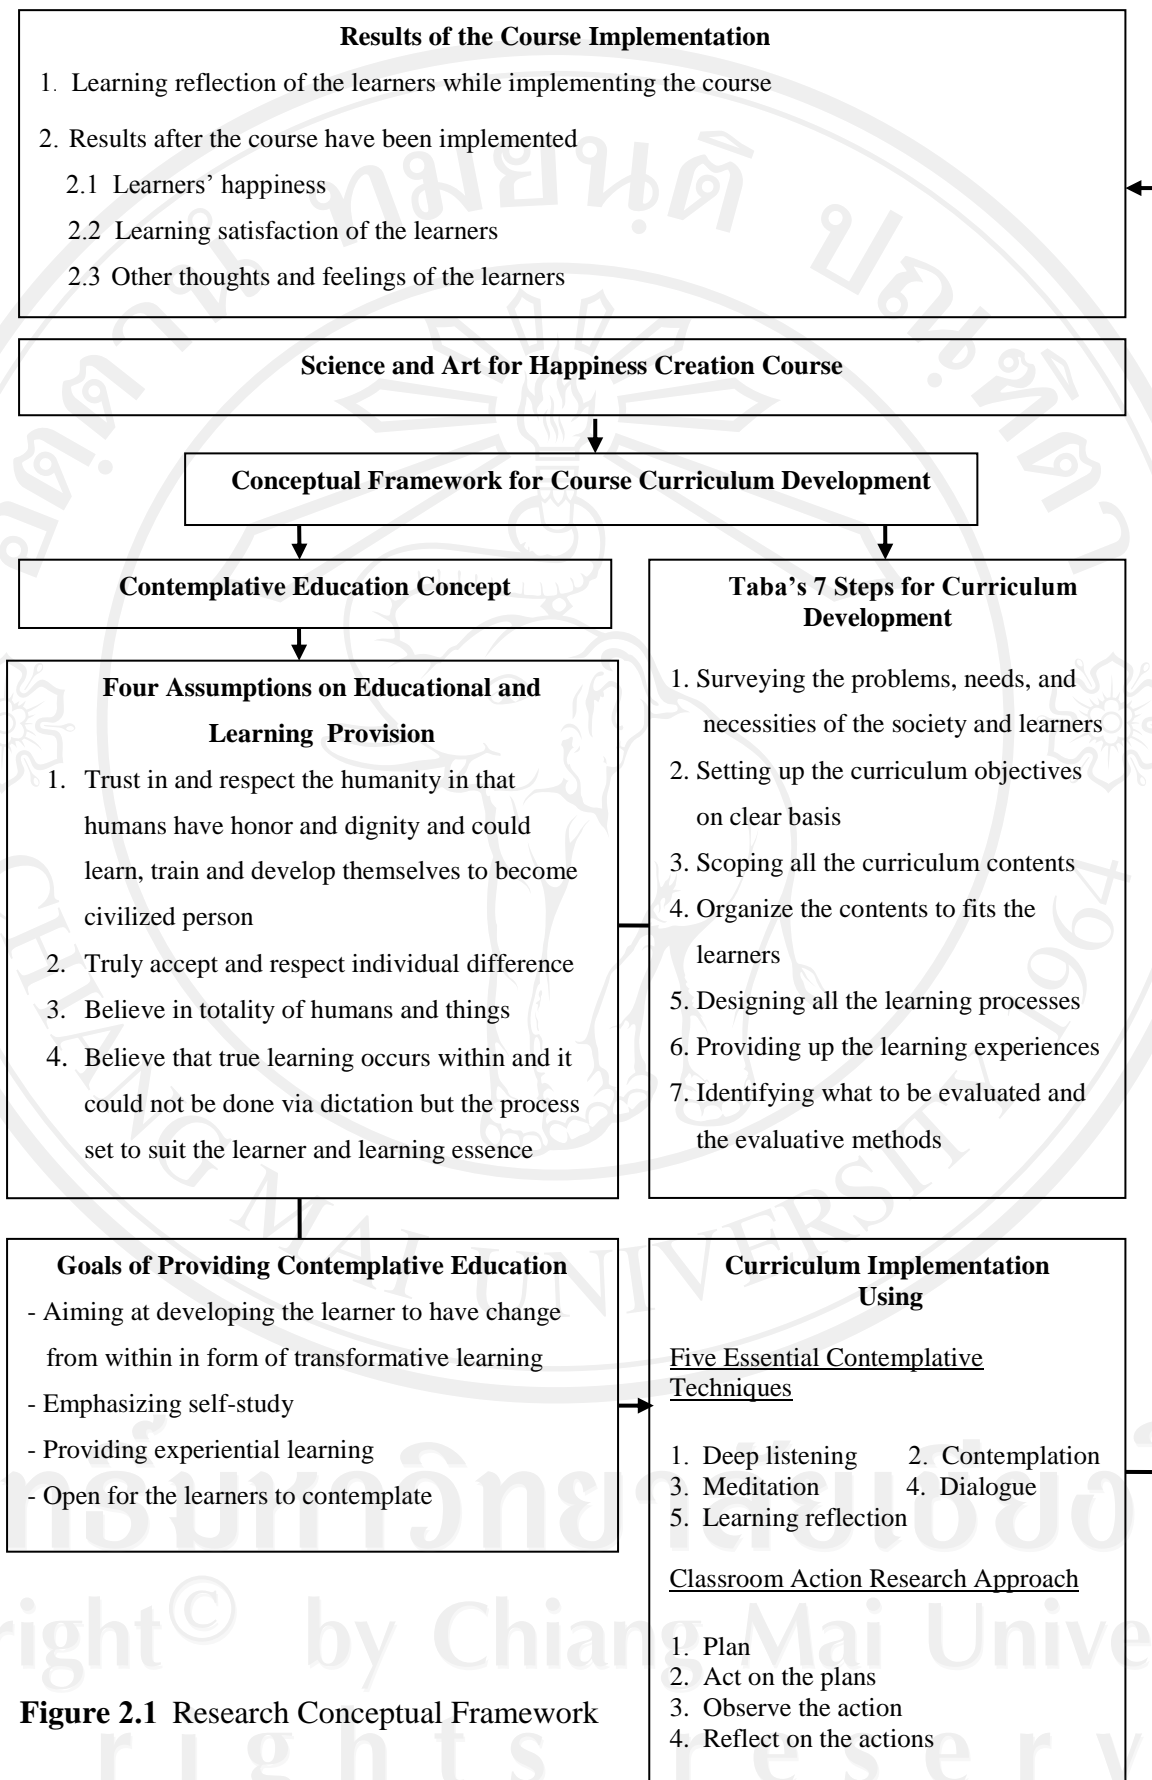 Results of the Course Implementation
1. Learning reflection of the learners while implementing the course
2. Results after the course have been implemented
2.1 Learners’ happiness
2.2 Learning satisfaction of the learners
2.3 Other thoughts and feelings of the learners
Science and Art for Happiness Creation Course
Conceptual Framework for Course Curriculum Development
Contemplative Education Concept
Four Assumptions on Educational and
Learning Provision
1. Trust in and respect the humanity in that
humans have honor and dignity and could
learn, train and develop themselves to become
civilized person
2. Truly accept and respect individual difference
3. Believe in totality of humans and things
4. Believe that true learning occurs within and it
could not be done via dictation but the process
set to suit the learner and learning essence
Taba’s 7 Steps for Curriculum
Development
1. Surveying the problems, needs, and
necessities of the society and learners
2. Setting up the curriculum objectives
on clear basis
3. Scoping all the curriculum contents
4. Organize the contents to fits the
learners
5. Designing all the learning processes
6. Providing up the learning experiences
7. Identifying what to be evaluated and
the evaluative methods
Goals of Providing Contemplative Education
- Aiming at developing the learner to have change
from within in form of transformative learning
- Emphasizing self-study
- Providing experiential learning
- Open for the learners to contemplate
Curriculum Implementation
Using
Five Essential Contemplative
Techniques
1. Deep listening 2. Contemplation
3. Meditation 4. Dialogue
5. Learning reflection
Classroom Action Research Approach
1. Plan
2. Act on the plans
3. Observe the action
4. Reflect on the actions
Figure 2.1 Research Conceptual Framework
CHIANG MAI UNIVERSITY 1964
right© by Chiang Mai Unive
rights reserv